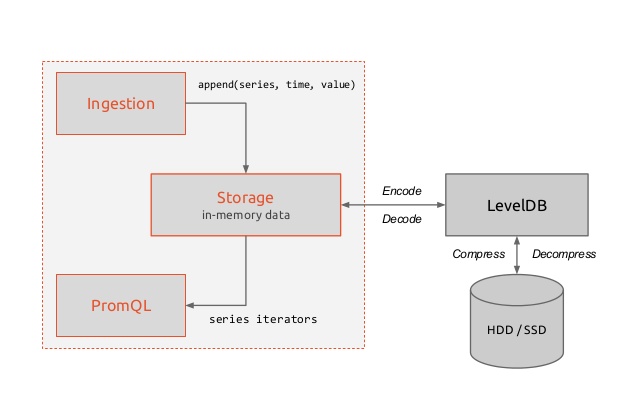 Ingestion
append(series, time, value)
Storage
in-memory data
Encode
Decode
LevelDB
Compress
Decompress
PromQL
series iterators
HDD / SSD